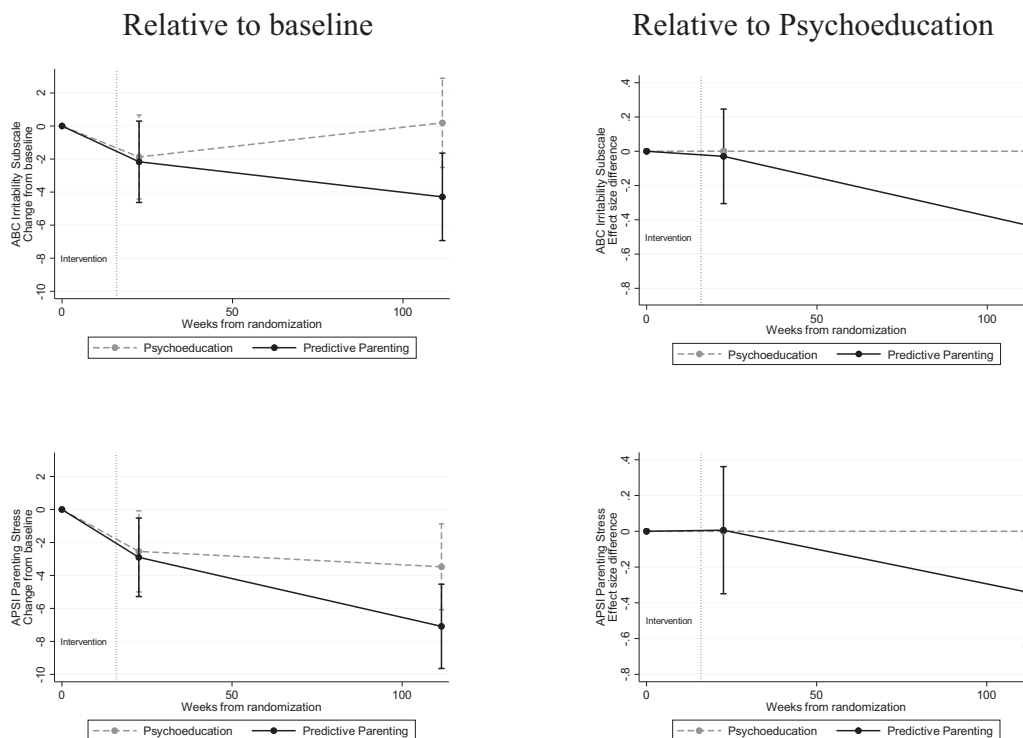 Relative to baseline
Relative to Psychoeducation
ABC Irritability Subscale
Change from baseline
2
0
-2
-4
-6
-8
-10
Intervention
0
50
100
Weeks from randomization
Psychoeducation
Predictive Parenting
ABC Irritability Subscale
Effect size difference
.4
.2
0
-.2
-.4
-.6
-.8
Intervention
0
50
100
Weeks from randomization
Psychoeducation
Predictive Parenting
APSI Parenting Stress
Change from baseline
2
0
-2
-4
-6
-8
-10
Intervention
0
50
100
Weeks from randomization
Psychoeducation
Predictive Parenting
APSI Parenting Stress
Effect size difference
.4
.2
0
-.2
-.4
-.6
-.8
Intervention
0
50
100
Weeks from randomization
Psychoeducation
Predictive Parenting